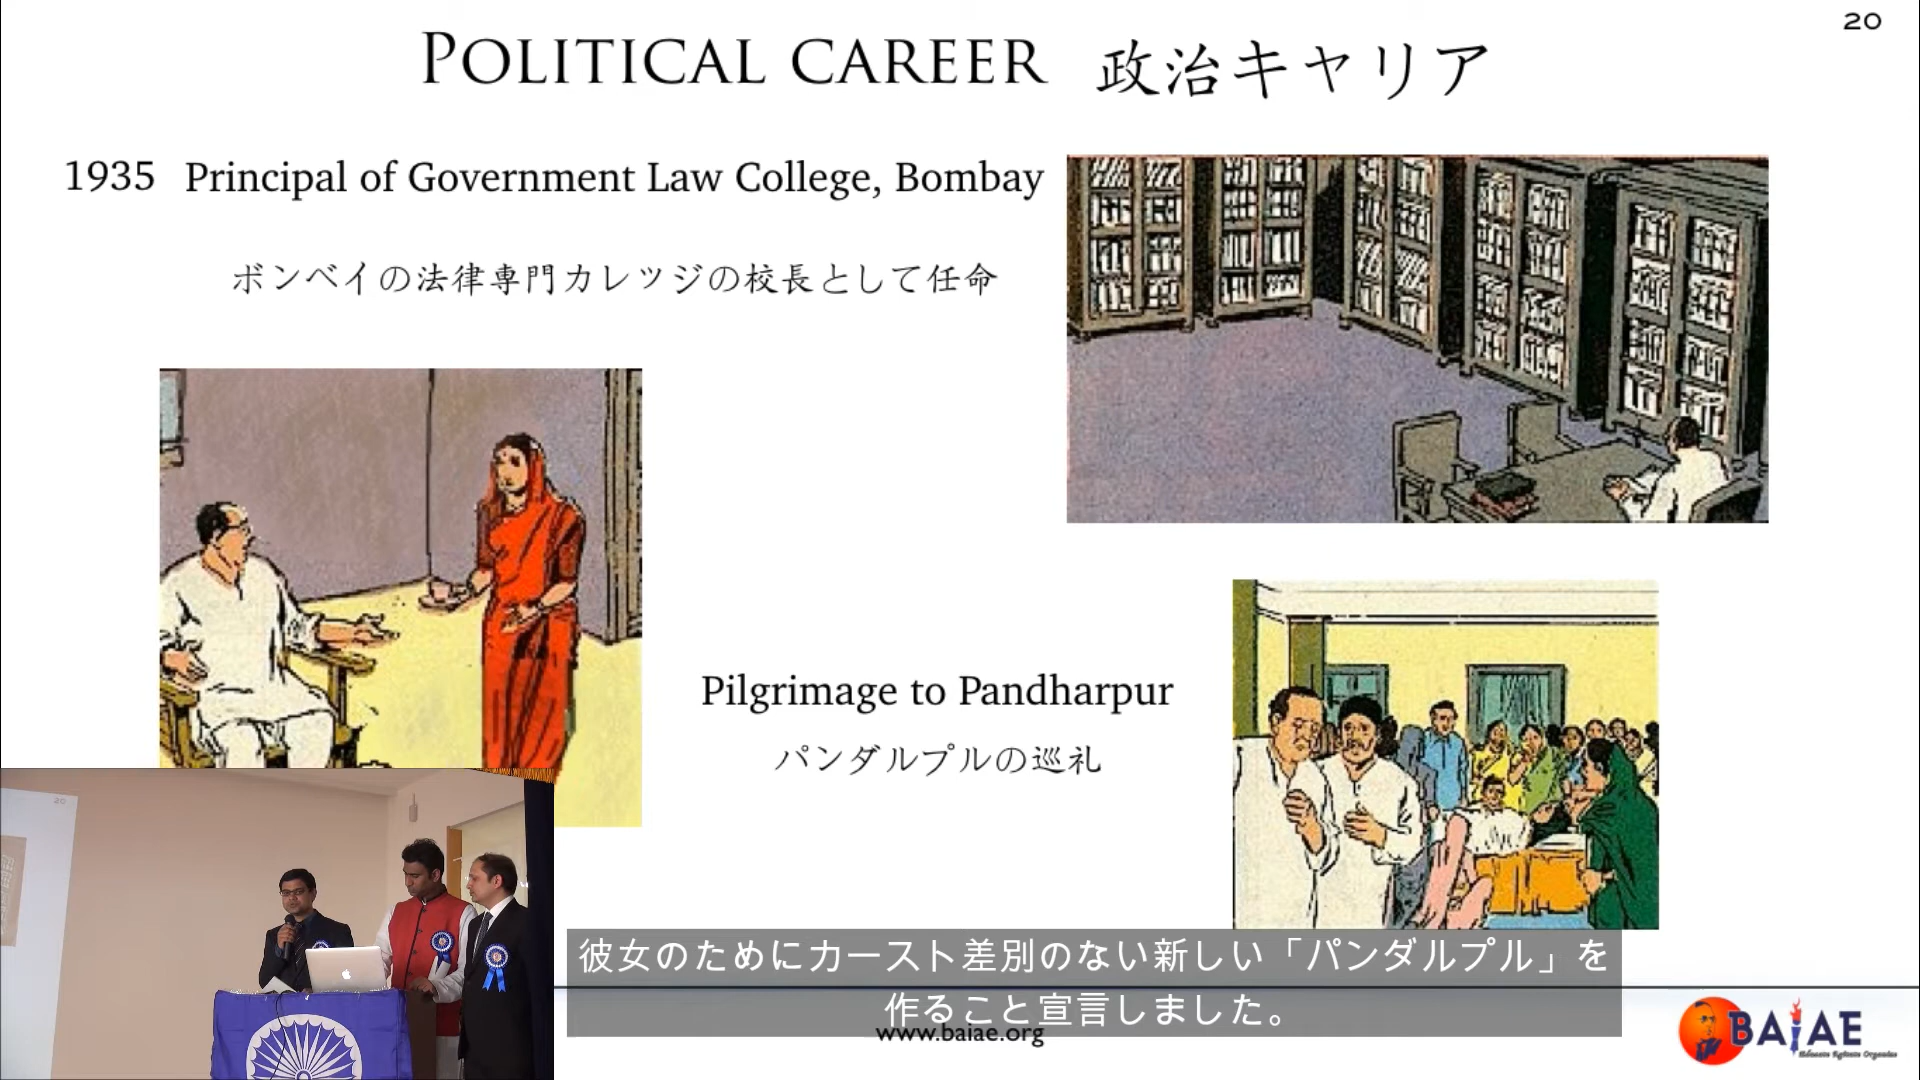 20
POLITICAL CAREER 政治キャリア
1935 Principal of Government Law College, Bombay
ボンベイの法律専門カレッジの校長として任命
Pilgrimage to Pandharpur
パンダルプルの巡礼
20
彼女のためにカースト差別のない新しい「パンダルプル」を
作ること宣言しました。
www.baiae.org
BAIAE
Educate Agitate Organize